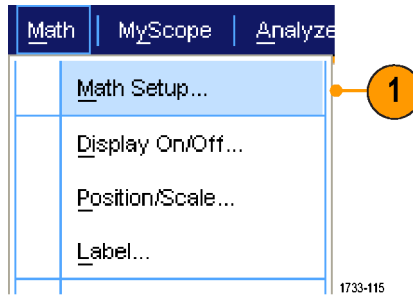 Math | MyScope | Analyze
Math Setup... 1
Display On/Off...
Position/Scale...
Label...
1733-115